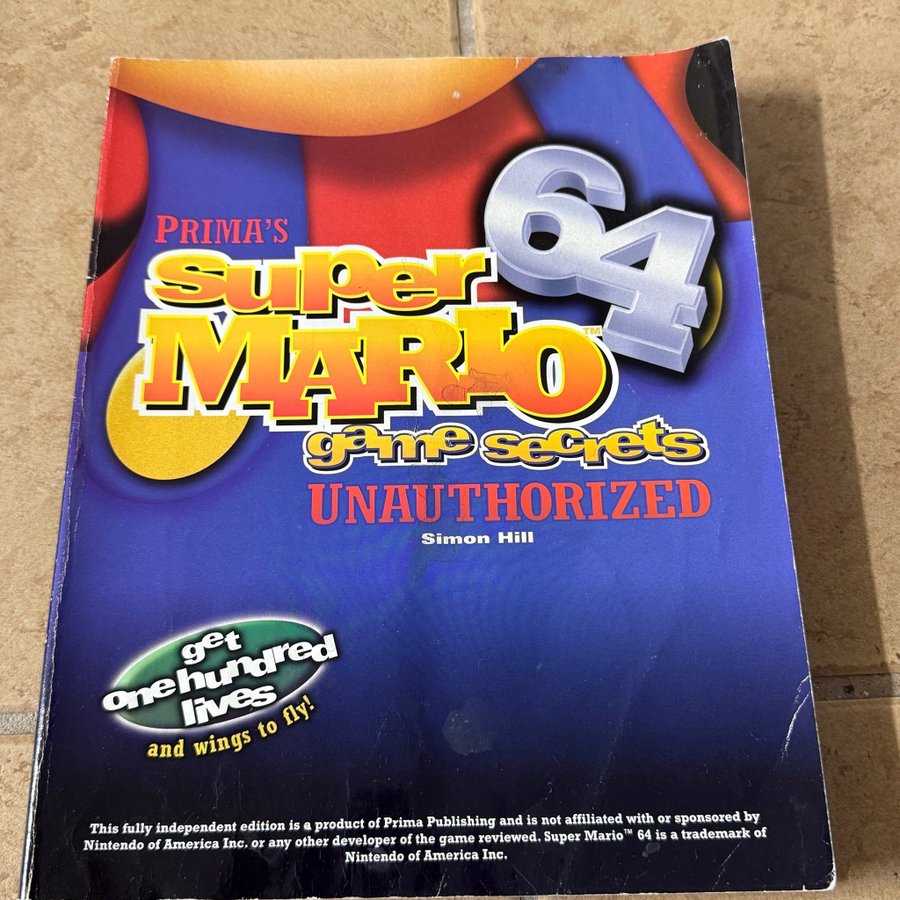 64
PRIMA'S
super
MARIO™
game secrets
UNAUTHORIZED
Simon Hill
get
one hundred
lives
and wings to fly!
This fully independent edition is a product of Prima Publishing and is not affiliated with or sponsored by
Nintendo of America Inc. or any other developer of the game reviewed. Super Mario™ 64 is a trademark of
Nintendo of America Inc.